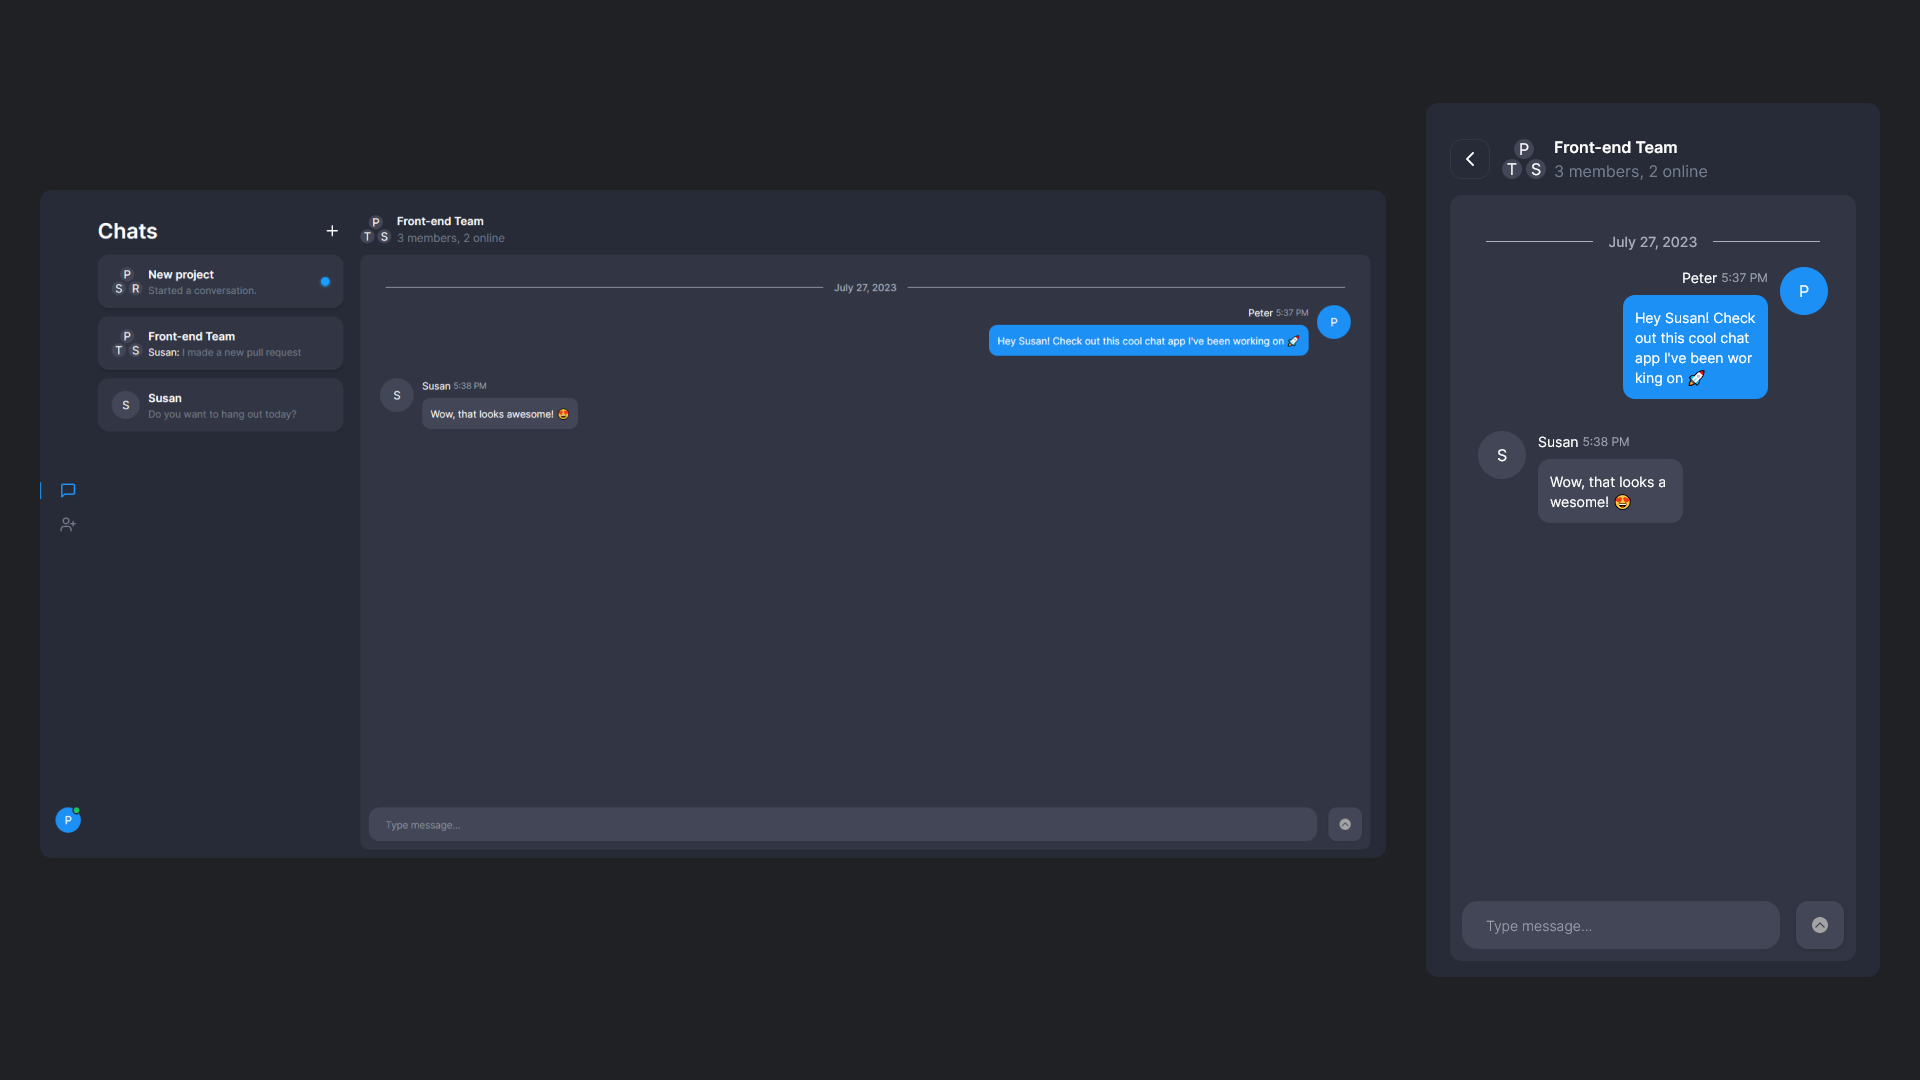 Chats
P
S R
New project
Started a conversation.
P
T S
Front-end Team
Susan: I made a new pull request
S
Susan
Do you want to hang out today?
P
P
T S
Front-end Team
3 members, 2 online
July 27, 2023
Peter 5:37 PM
P
Hey Susan! Check out this cool chat app I've been working on 🚀
S
Susan 5:38 PM
Wow, that looks awesome! 😍
Type message...
P
T S
Front-end Team
3 members, 2 online
July 27, 2023
Peter 5:37 PM
P
Hey Susan! Check
out this cool chat
app I've been wor
king on 🚀
S
Susan 5:38 PM
Wow, that looks a
wesome! 😍
Type message...